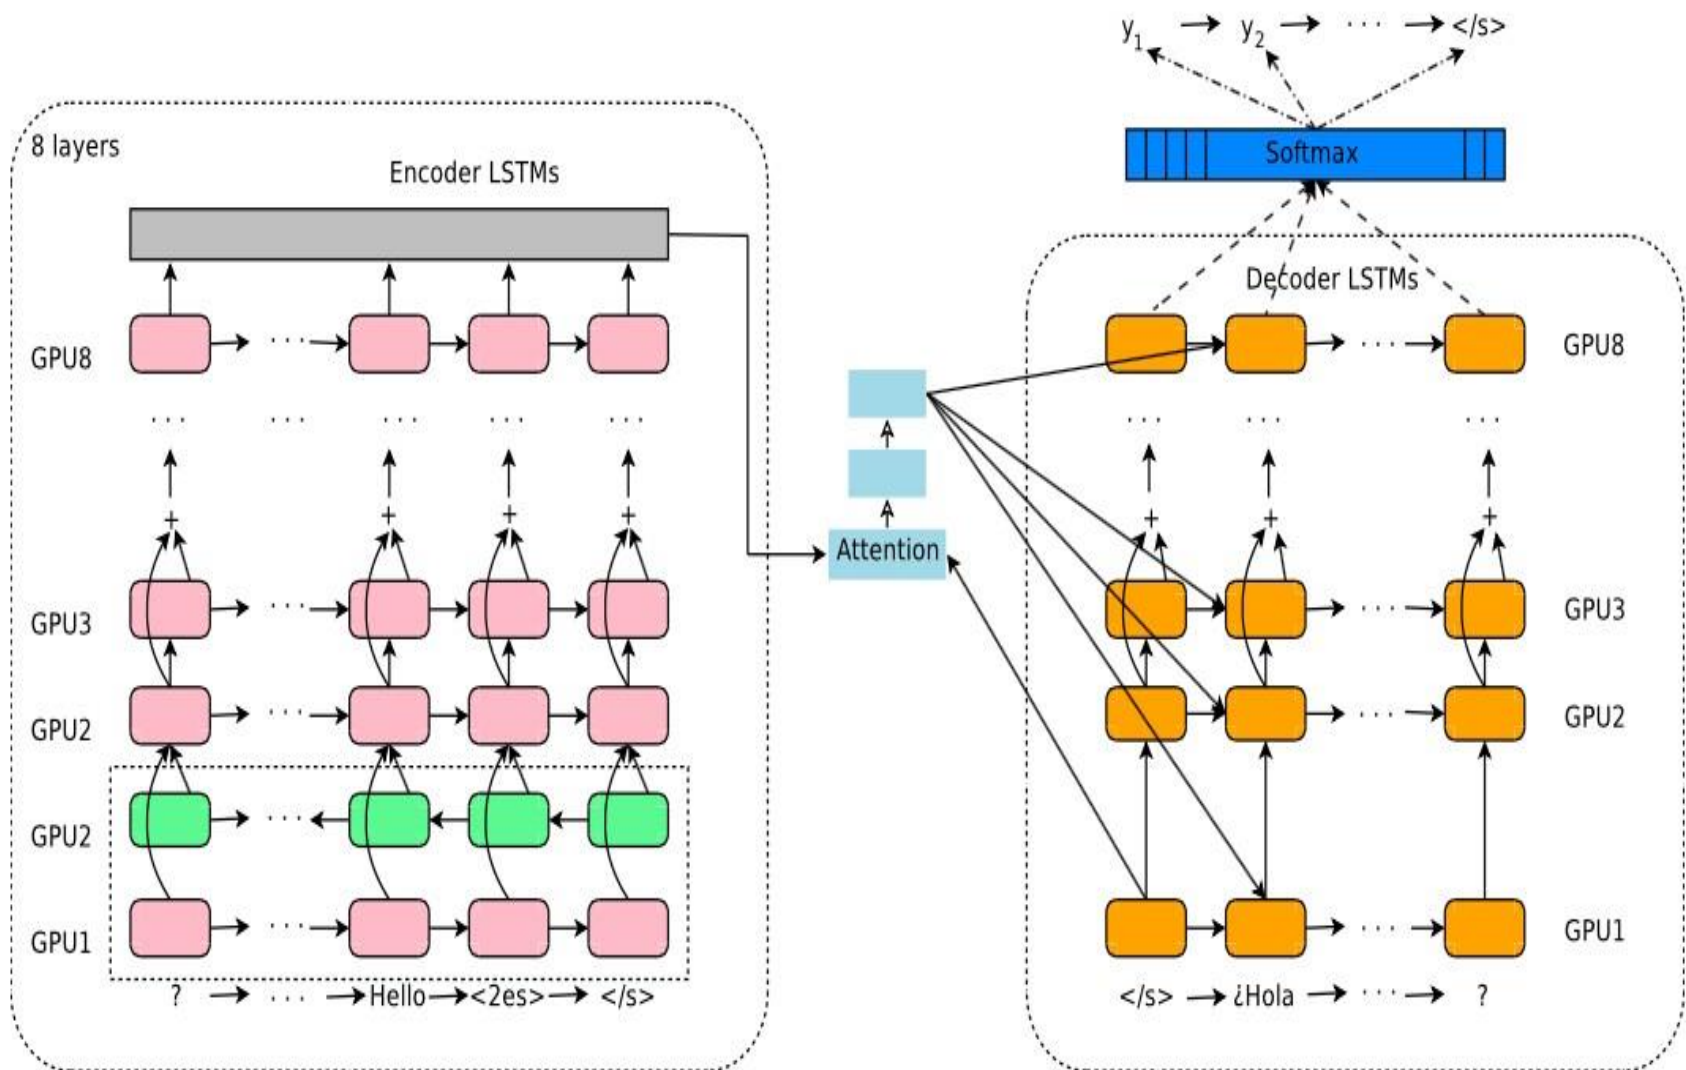 y1 y2 ... </s>
8 layers
Softmax
Encoder LSTMs
Decoder LSTMs
GPU8 ... GPU8
... ... ... ... ...
... ... ...
+ + + +
+ + +
Attention
GPU3 ... ... GPU3
GPU2 ... ... GPU2
GPU2 ...
GPU1 ... ... GPU1
? ... Hello <2es> </s>
</s> ¿Hola ... ?